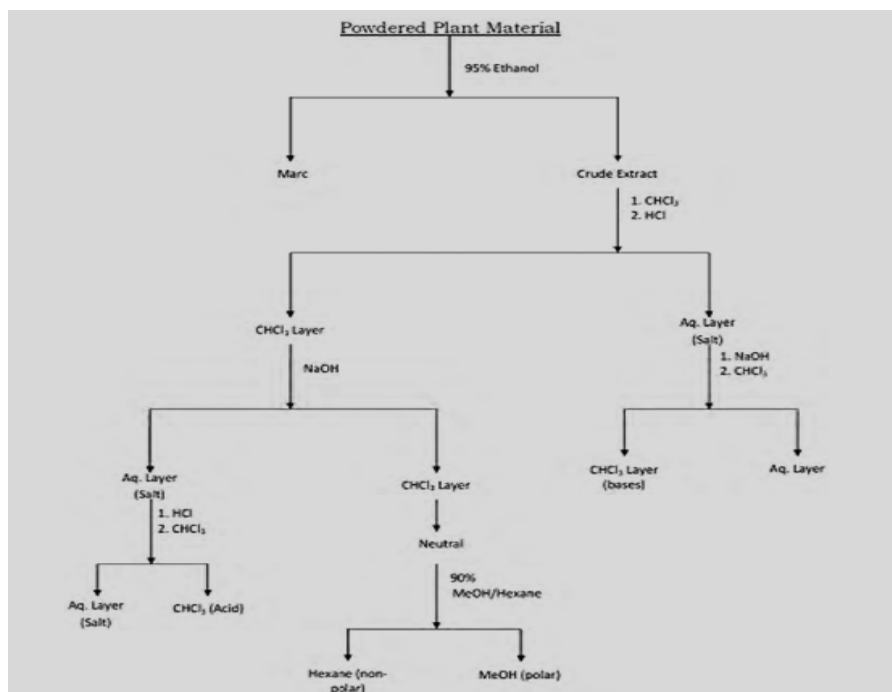 Powdered Plant Material
95% Ethanol
Marc
Crude Extract
1. CHCl₃
2. HCl
CHCl₃ Layer
Aq. Layer
(Salt)
NaOH
1. NaOH
2. CHCl₃
Aq. Layer
(Salt)
CHCl₃ Layer
CHCl₃ Layer
(bases)
Aq. Layer
1. HCl
2. CHCl₃
Neutral
Aq. Layer
(Salt)
CHCl₃ (Acid)
90%
MeOH/Hexane
Hexane (non-
polar)
MeOH (polar)